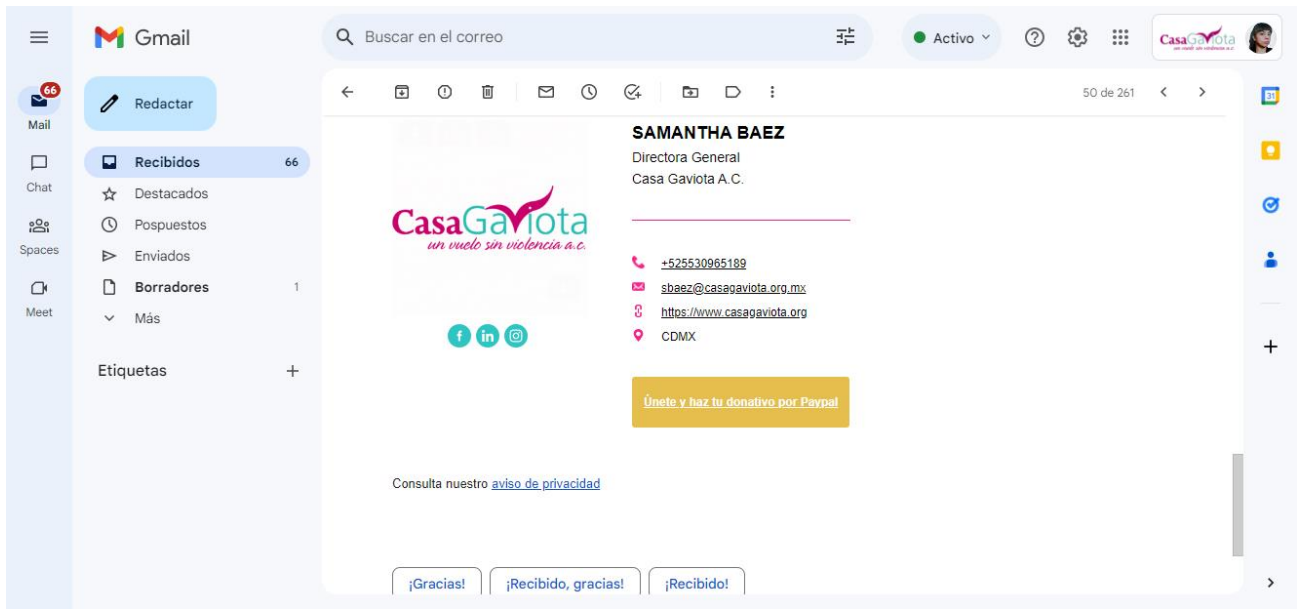 Gmail
Buscar en el correo
Activo
CasaGaviota
66
Mail
Chat
Spaces
Meet
Redactar
Recibidos 66
Destacados
Pospuestos
Enviados
Borradores 1
Más
Etiquetas
50 de 261
31
CasaGaviota
un vuelo sin violencia a.c.
SAMANTHA BAEZ
Directora General
Casa Gaviota A.C.
+525530965189
sbaez@casagaviota.org.mx
https://www.casagaviota.org
CDMX
Únete y haz tu donativo por Paypal
Consulta nuestro aviso de privacidad
¡Gracias!
¡Recibido, gracias!
¡Recibido!